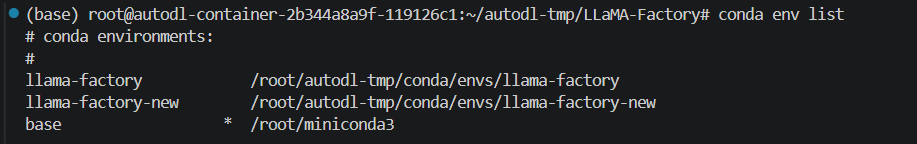 (base) root@autodl-container-2b344a8a9f-119126c1:~/autodl-tmp/LLaMA-Factory# conda env list
# conda environments:
#
llama-factory            /root/autodl-tmp/conda/envs/llama-factory
llama-factory-new        /root/autodl-tmp/conda/envs/llama-factory-new
base                  *  /root/miniconda3